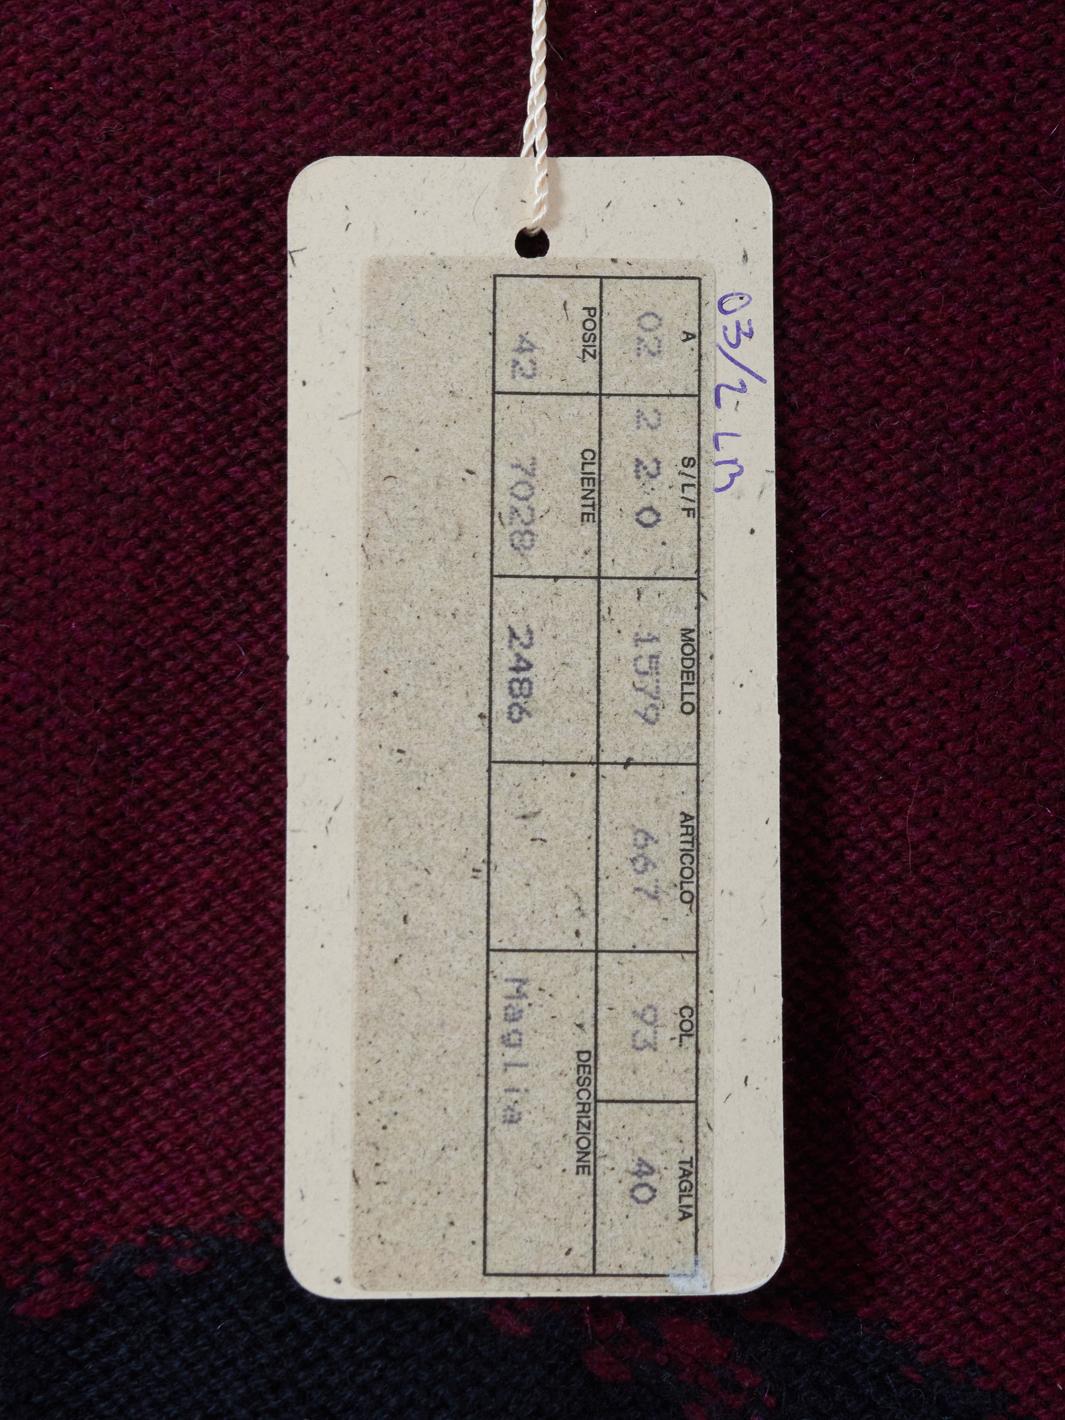 03/2 LM
A S/L/F MODELLO ARTICOLO COL. TAGLIA
02 2 2 0 1579 667 93 40
POSIZ. CLIENTE DESCRIZIONE
42 7028 2486 Maglia